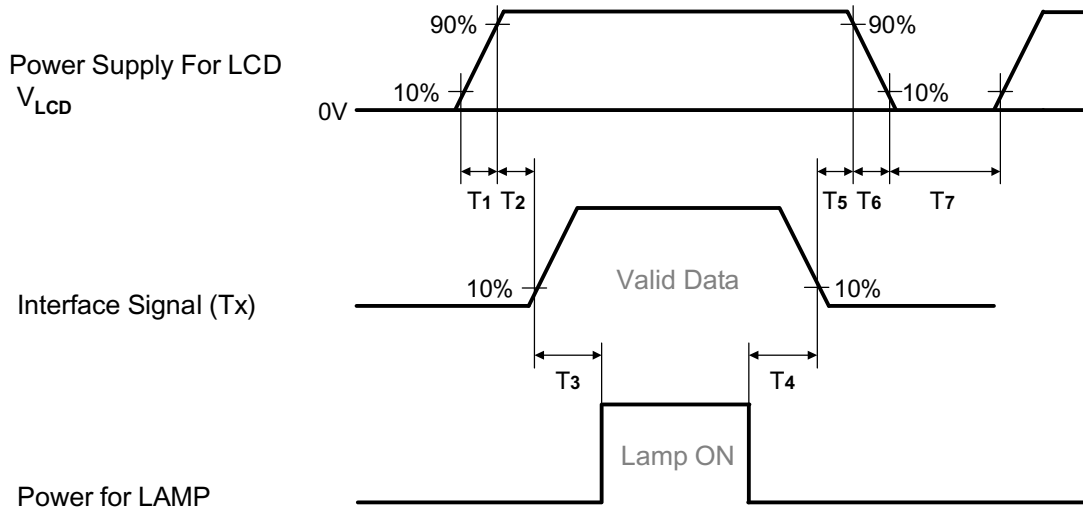 90%
90%
Power Supply For LCD
VLCD
10%
10%
0V
T1
T2
T5
T6
T7
Valid Data
10%
10%
Interface Signal (Tx)
T3
T4
Lamp ON
Power for LAMP